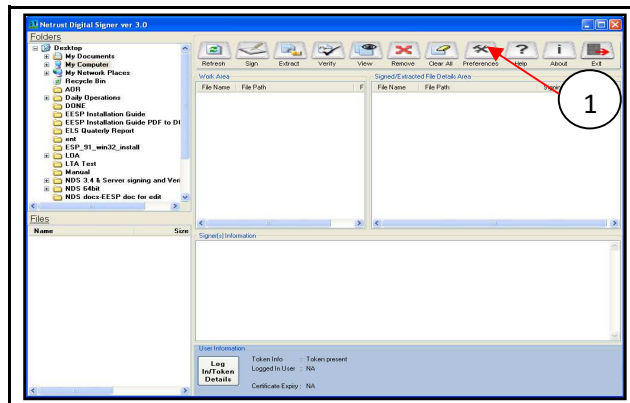 Netrust Digital Signer ver 3.0
Folders
Desktop
My Documents
My Computer
My Network Places
Recycle Bin
AOR
Daily Operations
DONE
EESP Installation Guide
EESP Installation Guide PDF to DI
ELS Quaterly Report
ent
ESP_91_win32_install
LDA
LTA Test
Manual
NDS 3.4 & Server signing and Veri
NDS 64bit
NDS docs-EESP doc for edit
Files
Name Size
Refresh Sign Extract Verify View Remove Clear All Preferences Help About Exit
Work Area
File Name File Path F
Signed/Extracted File Details Area
File Name File Path
1
Signer(s) Information
User Information
Log In/Token Details
Token Info : Token present
Logged In User : NA
Certificate Expiry : NA